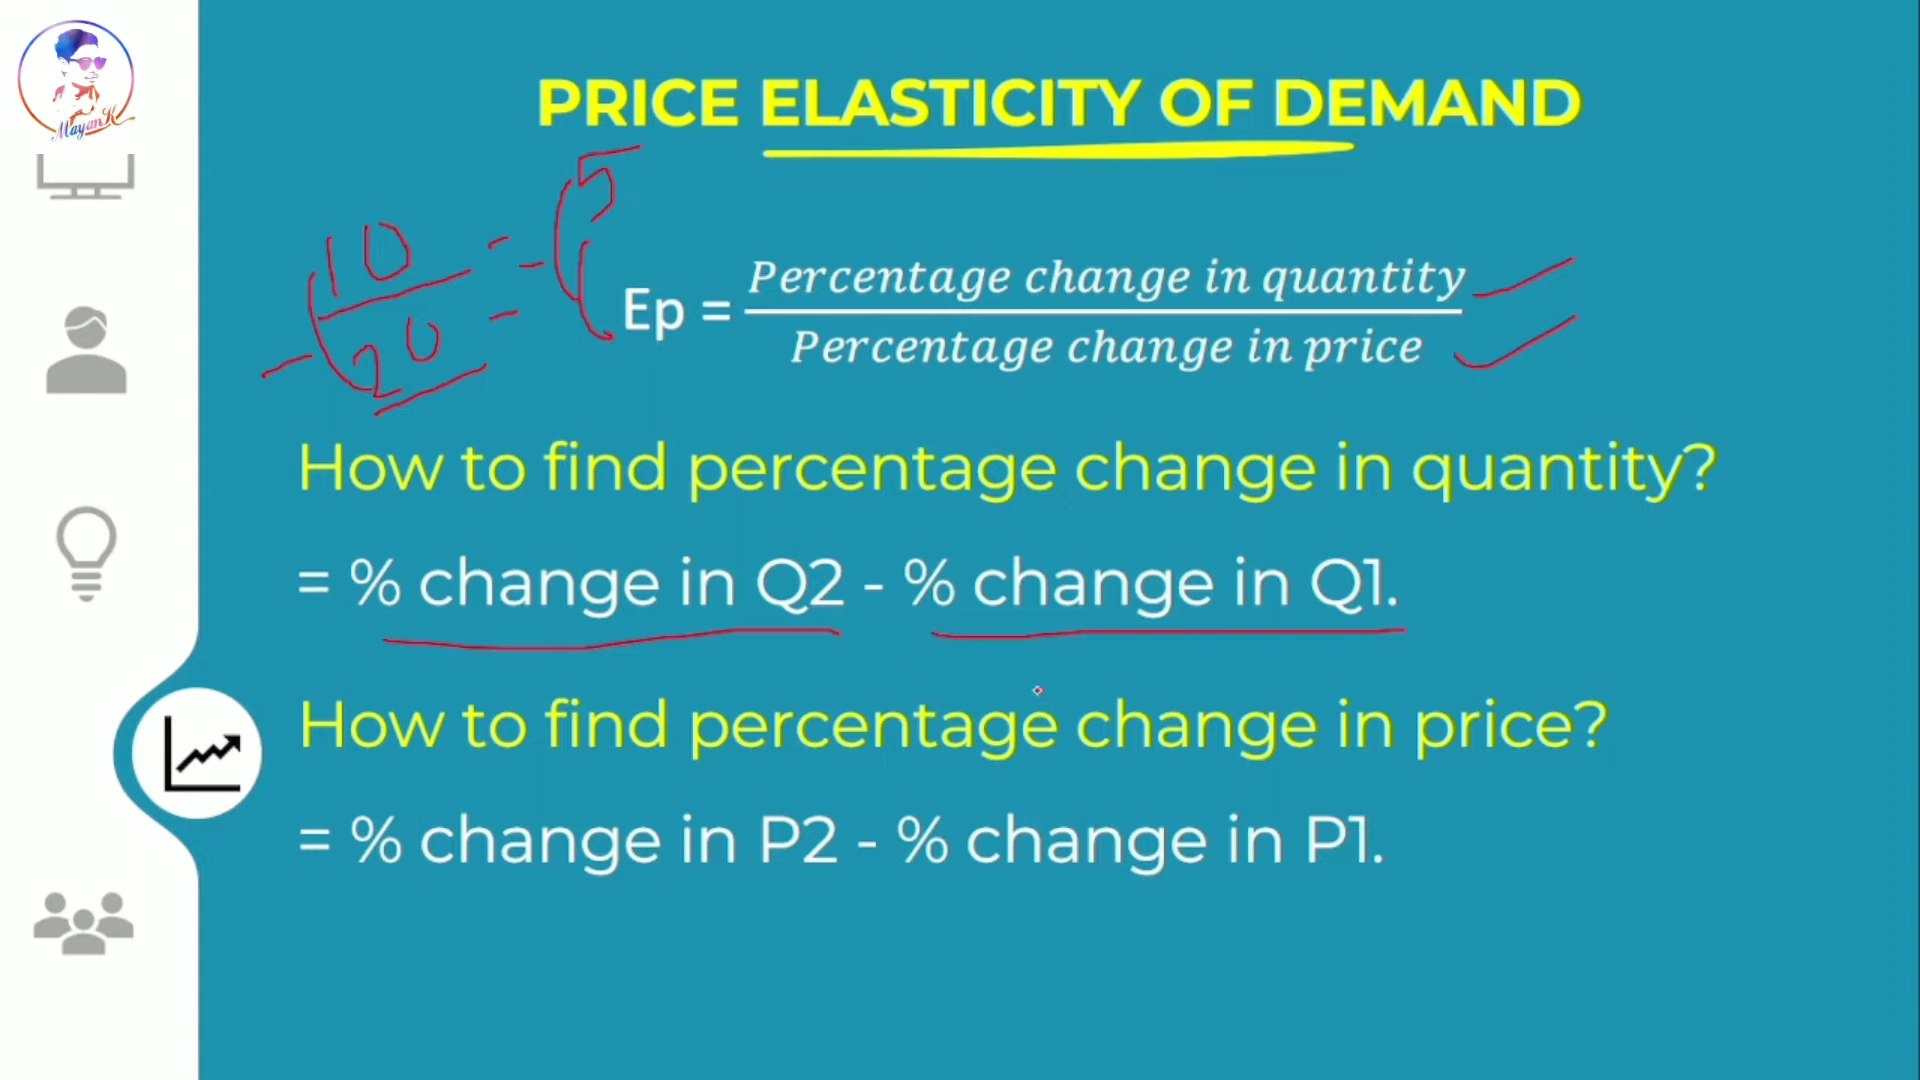 MayanK
PRICE ELASTICITY OF DEMAND
10
20
5
Ep = Percentage change in quantity
Percentage change in price
How to find percentage change in quantity?
= % change in Q2 - % change in Q1.
How to find percentage change in price?
= % change in P2 - % change in P1.